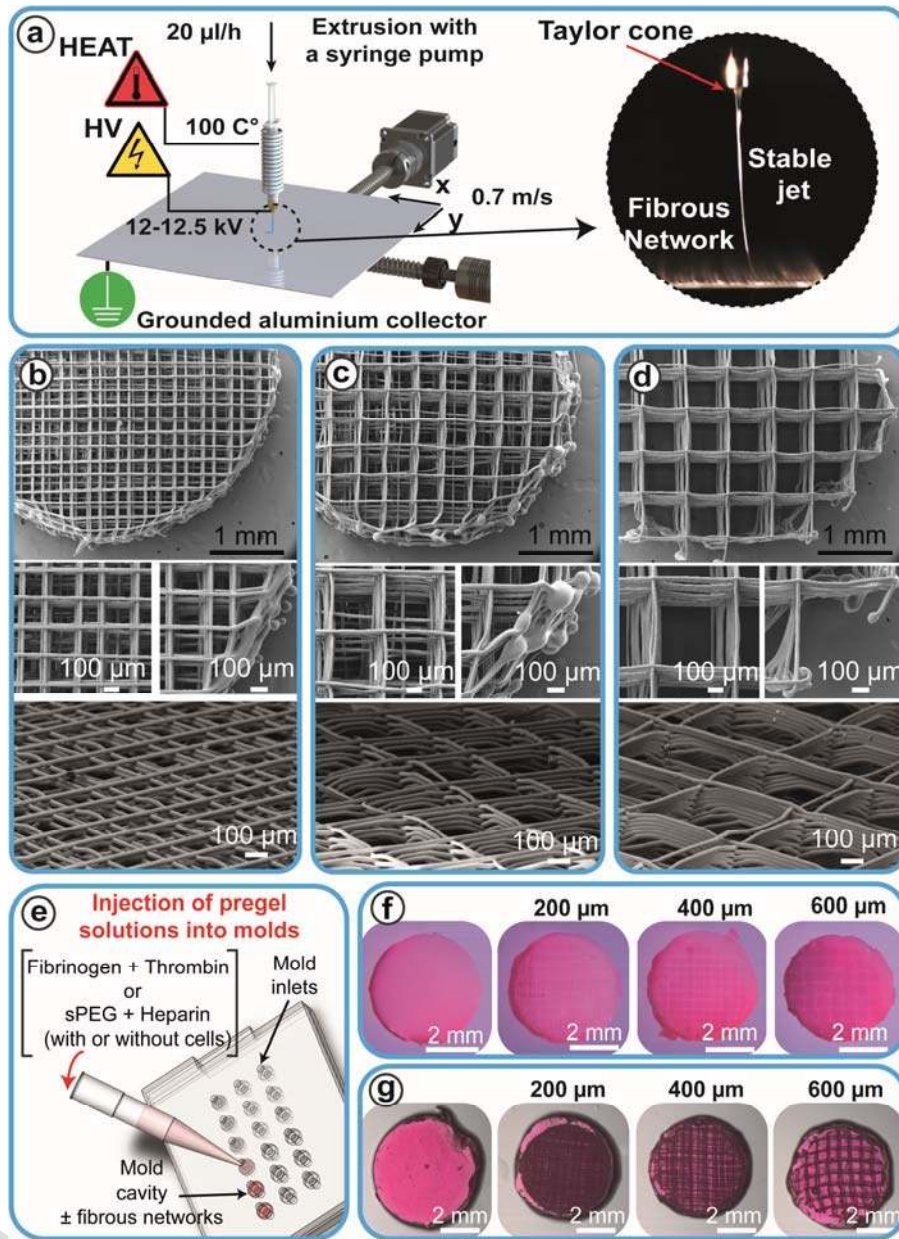 a
HEAT
20 µl/h
Extrusion with
a syringe pump
Taylor cone
HV
100 C°
x
0.7 m/s
y
12-12.5 kV
Stable
jet
Fibrous
Network
Grounded aluminium collector
b
1 mm
100 µm
100 µm
100 µm
c
1 mm
100 µm
100 µm
100 µm
d
1 mm
100 µm
100 µm
100 µm
e
Injection of pregel
solutions into molds
Fibrinogen + Thrombin
or
sPEG + Heparin
(with or without cells)
Mold
inlets
Mold
cavity
± fibrous networks
f
200 µm
400 µm
600 µm
2 mm
2 mm
2 mm
2 mm
g
200 µm
400 µm
600 µm
2 mm
2 mm
2 mm
2 mm